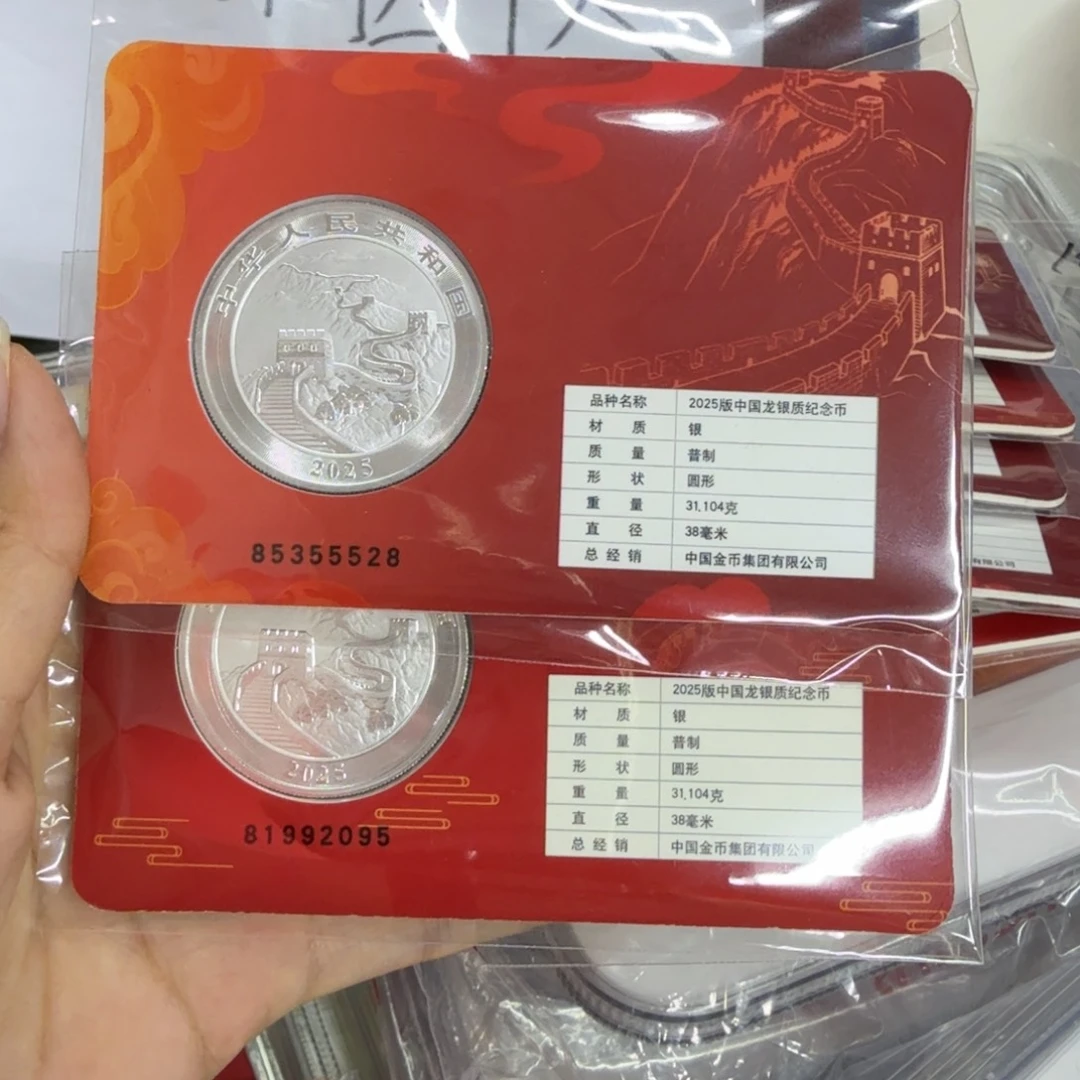 中华人民共和国
2025
品种名称 2025版中国龙银质纪念币
材 质 银
质 量 普制
形 状 圆形
重 量 31.104克
直 径 38毫米
总经销 中国金币集团有限公司
85355528
2025
品种名称 2025版中国龙银质纪念币
材 质 银
质 量 普制
形 状 圆形
重 量 31.104克
直 径 38毫米
总经销 中国金币集团有限公司
81992095